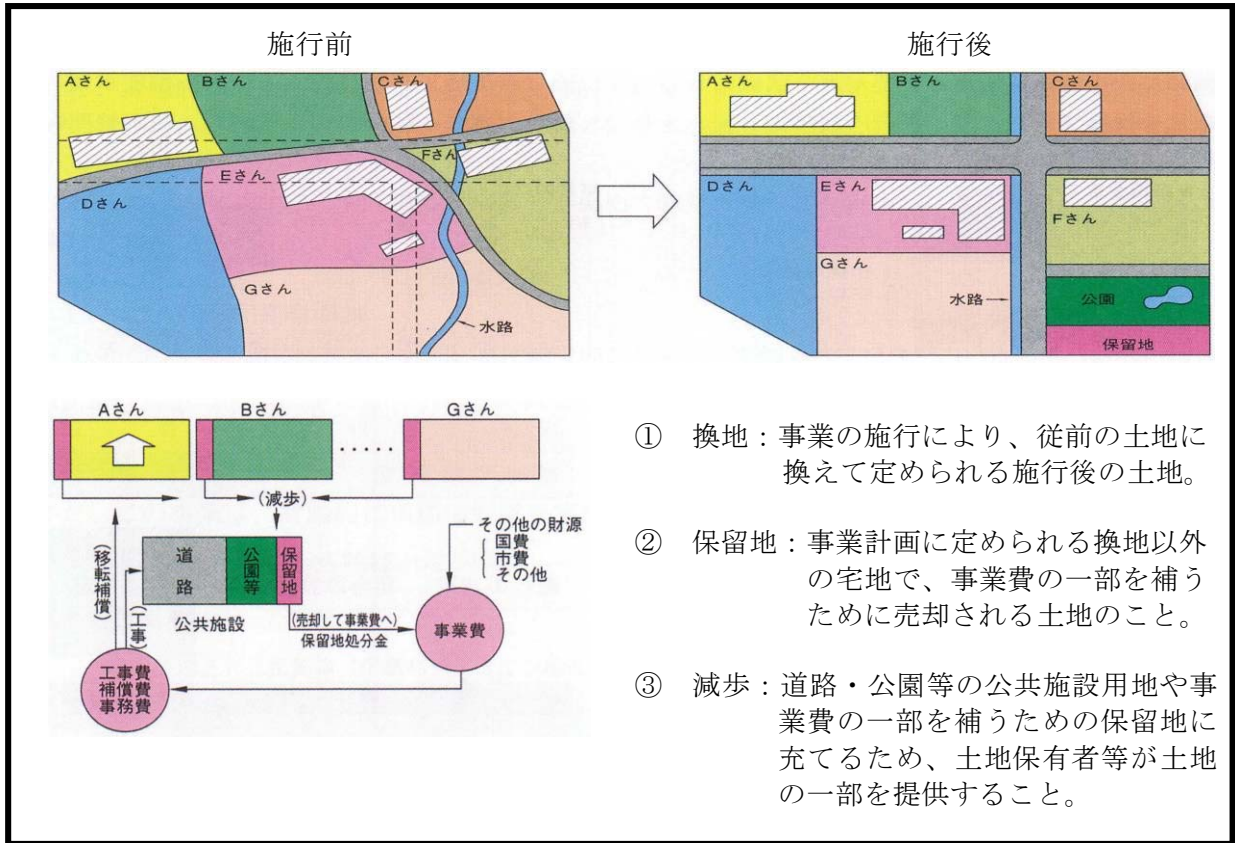 施行前
施行後
Aさん
Bさん
Cさん
Fさん
Eさん
Dさん
Gさん
水路
Aさん
Bさん
Cさん
Dさん
Eさん
Fさん
Gさん
水路
公園
保留地
Aさん
Bさん
Gさん
・・・・・
(減歩)
(移転補償)
(工事)
道路
公園等
保留地
公共施設
(売却して事業費へ)
保留地処分金
その他の財源
国費
市費
その他
事業費
工事費
補償費
事務費
① 換地：事業の施行により、従前の土地に
換えて定められる施行後の土地。
② 保留地：事業計画に定められる換地以外
の宅地で、事業費の一部を補う
ために売却される土地のこと。
③ 減歩：道路・公園等の公共施設用地や事
業費の一部を補うための保留地に
充てるため、土地保有者等が土地
の一部を提供すること。